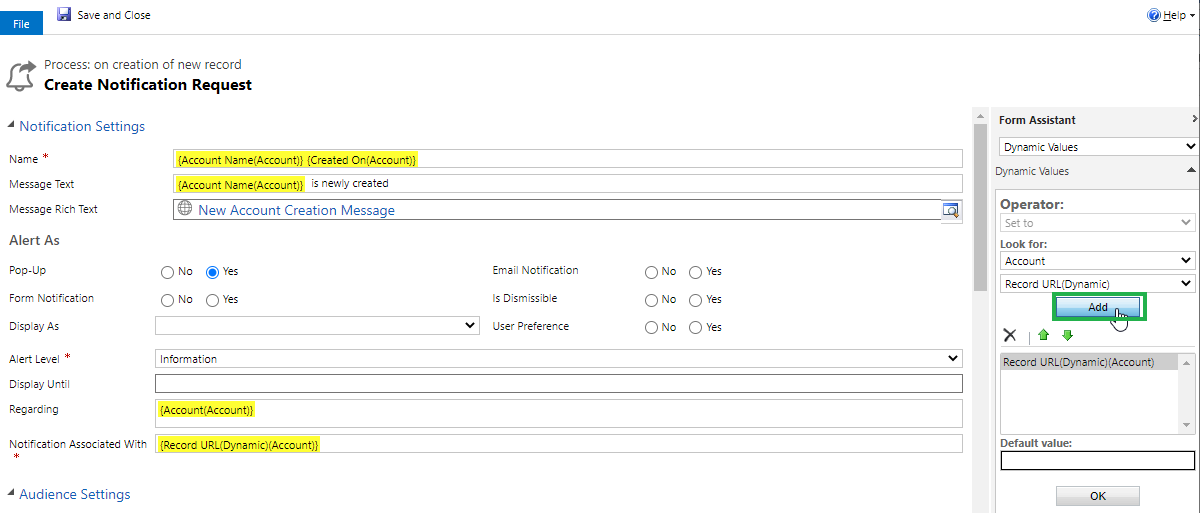 File
Save and Close
Help
Process: on creation of new record
Create Notification Request
Notification Settings
Name *
{Account Name(Account)} {Created On(Account)}
Message Text
{Account Name(Account)} is newly created
Message Rich Text
New Account Creation Message
Alert As
Pop-Up
No Yes
Email Notification
No Yes
Form Notification
No Yes
Is Dismissible
No Yes
Display As
User Preference
No Yes
Alert Level *
Information
Display Until
Regarding
{Account(Account)}
Notification Associated With
*
{Record URL(Dynamic)(Account)}
Audience Settings
Form Assistant
Dynamic Values
Dynamic Values
Operator:
Set to
Look for:
Account
Record URL(Dynamic)
Add
Record URL(Dynamic)(Account)
Default value:
OK